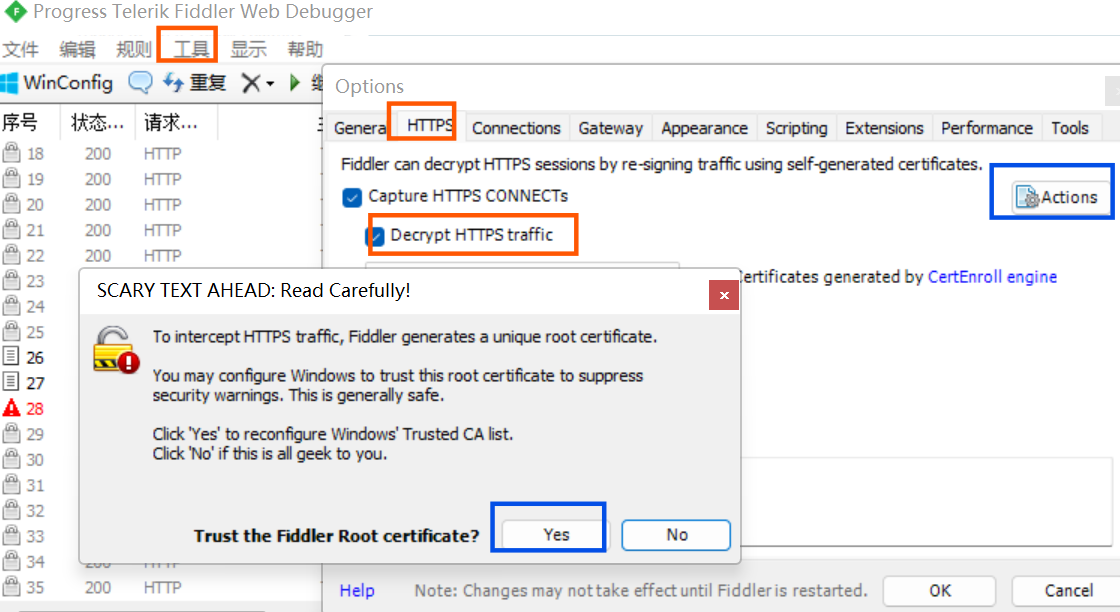 Progress Telerik Fiddler Web Debugger
文件 编辑 规则 工具 显示 帮助
WinConfig 重复
Options
序号 状态... 请求...
General HTTPS Connections Gateway Appearance Scripting Extensions Performance Tools
18 200 HTTP
19 200 HTTP
20 200 HTTP
21 200 HTTP
22 200 HTTP
23
24
25
26
27
28
29
30
31
32
33
34 200 HTTP
35 200 HTTP
Fiddler can decrypt HTTPS sessions by re-signing traffic using self-generated certificates.
Capture HTTPS CONNECTs
Actions
Decrypt HTTPS traffic
Certificates generated by CertEnroll engine
SCARY TEXT AHEAD: Read Carefully!
To intercept HTTPS traffic, Fiddler generates a unique root certificate.
You may configure Windows to trust this root certificate to suppress
security warnings. This is generally safe.
Click 'Yes' to reconfigure Windows' Trusted CA list.
Click 'No' if this is all geek to you.
Trust the Fiddler Root certificate? Yes No
Help Note: Changes may not take effect until Fiddler is restarted. OK Cancel